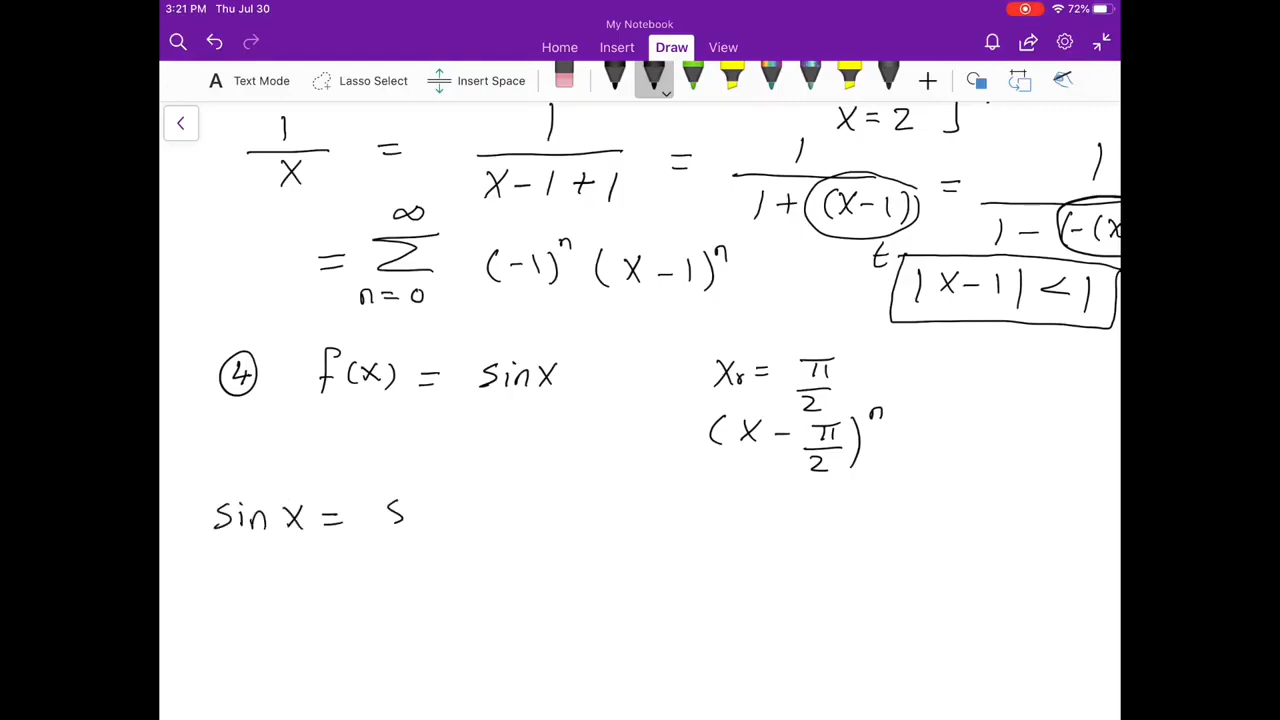 3:21 PM Thu Jul 30
72%
My Notebook
Home Insert Draw View
A Text Mode Lasso Select Insert Space
x = 2 ]
1/x = 1/(x-1+1) = 1/(1+(x-1)) = 1/(1-(-(x
= ∞ Σ n=0 (-1)^n (x-1)^n
t
|x-1| < 1
④ f(x) = sinx x_r = π/2
(x - π/2)^n
sin x = s